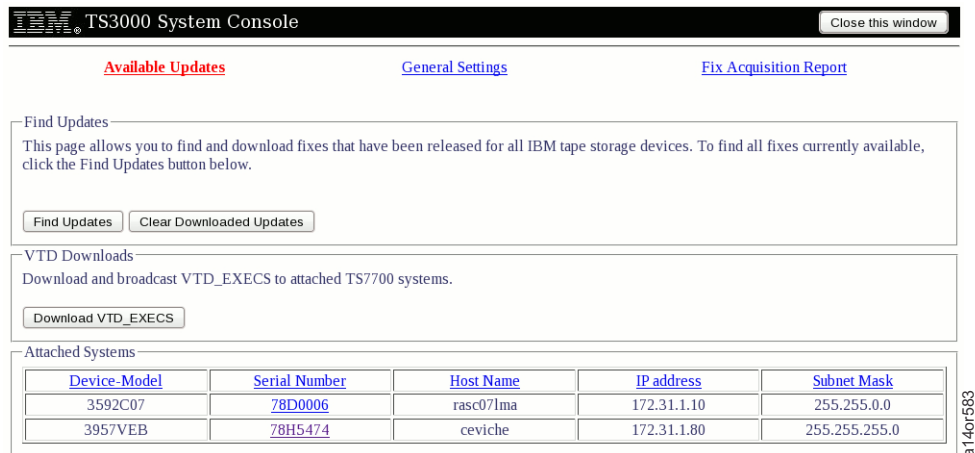 IBM® TS3000 System Console Close this window
Available Updates General Settings Fix Acquisition Report
Find Updates
This page allows you to find and download fixes that have been released for all IBM tape storage devices. To find all fixes currently available,
click the Find Updates button below.
Find Updates Clear Downloaded Updates
VTD Downloads
Download and broadcast VTD_EXECS to attached TS7700 systems.
Download VTD_EXECS
Attached Systems
Device-Model Serial Number Host Name IP address Subnet Mask
3592C07 78D0006 rasc07lma 172.31.1.10 255.255.0.0
3957VEB 78H5474 ceviche 172.31.1.80 255.255.255.0
a14or583